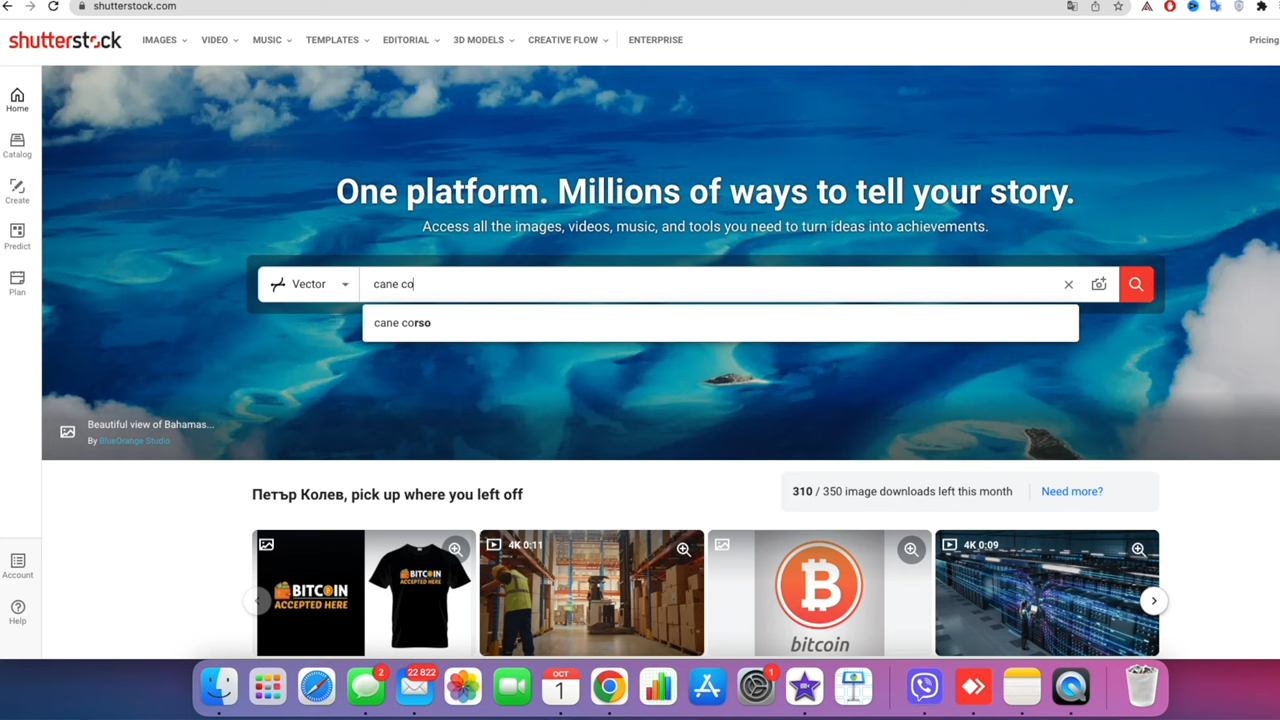 shutterstock.com
shutterstock
IMAGES
VIDEO
MUSIC
TEMPLATES
EDITORIAL
3D MODELS
CREATIVE FLOW
ENTERPRISE
Pricing
Home
Catalog
Create
Predict
Plan
Account
Help
One platform. Millions of ways to tell your story.
Access all the images, videos, music, and tools you need to turn ideas into achievements.
Vector
cane co
cane corso
Beautiful view of Bahamas...
By BlueOrange Studio
Петър Колев, pick up where you left off
310 / 350 image downloads left this month
Need more?
BITCOIN
ACCEPTED HERE
BITCOIN
ACCEPTED HERE
4K 0:11
bitcoin
4K 0:09
2
22 822
OCT
1
1